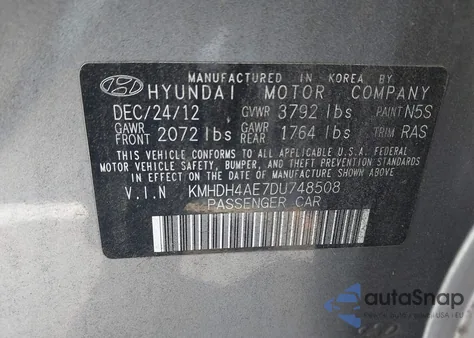 MANUFACTURED IN KOREA BY
HYUNDAI MOTOR COMPANY
DEC/24/12 GVWR 3792 lbs PAINT N5S
GAWR FRONT 2072 lbs GAWR REAR 1764 lbs TRIM RAS
THIS VEHICLE CONFORMS TO ALL APPLICABLE U.S.A. FEDERAL
MOTOR VEHICLE SAFETY, BUMPER, AND THEFT PREVENTION
STANDARDS IN EFFECT ON THE DATE OF MANUFACTURE SHOWN ABOVE.
V.I.N KMHDH4AE7DU748508
PASSENGER CAR
autoSnap